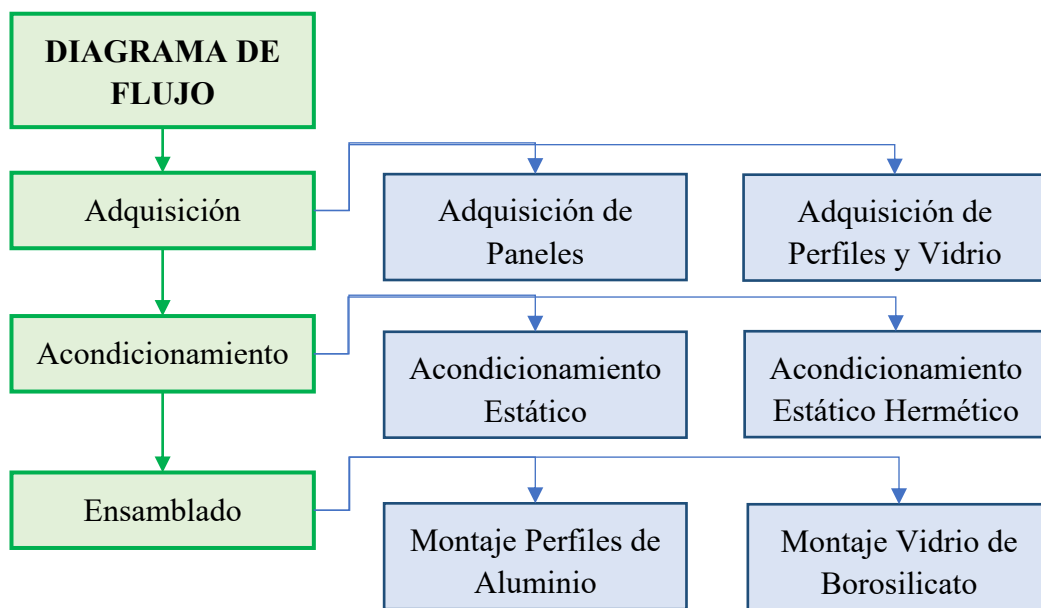 DIAGRAMA DE
FLUJO
Adquisición
Adquisición de
Paneles
Adquisición de
Perfiles y Vidrio
Acondicionamiento
Acondicionamiento
Estático
Acondicionamiento
Estático Hermético
Ensamblado
Montaje Perfiles de
Aluminio
Montaje Vidrio de
Borosilicato